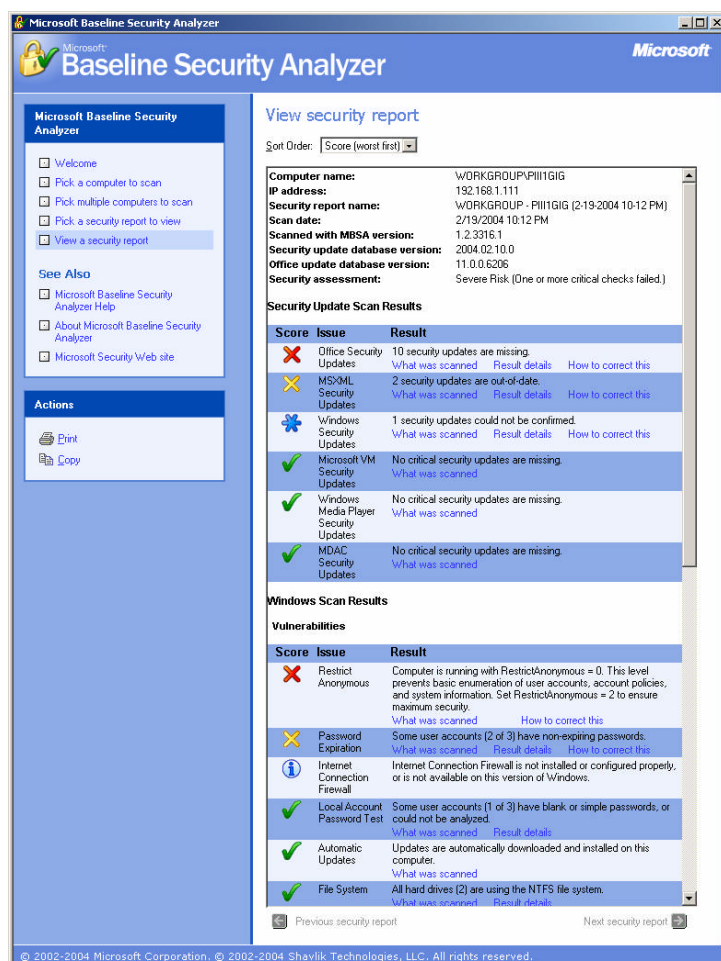 Microsoft Baseline Security Analyzer
Microsoft
Baseline Security Analyzer
Microsoft
Microsoft Baseline Security
Analyzer
Welcome
Pick a computer to scan
Pick multiple computers to scan
Pick a security report to view
View a security report
See Also
Microsoft Baseline Security
Analyzer Help
About Microsoft Baseline Security
Analyzer
Microsoft Security Web site
Actions
Print
Copy
View security report
Sort Order: Score (worst first)
Computer name: WORKGROUP\PIII1GIG
IP address: 192.168.1.111
Security report name: WORKGROUP - PIII1GIG (2-19-2004 10-12 PM)
Scan date: 2/19/2004 10:12 PM
Scanned with MBSA version: 1.2.3316.1
Security update database version: 2004.02.10.0
Office update database version: 11.0.0.6206
Security assessment: Severe Risk (One or more critical checks failed.)
Security Update Scan Results
Score Issue Result
Office Security Updates 10 security updates are missing.
What was scanned Result details How to correct this
MSXML Security Updates 2 security updates are out-of-date.
What was scanned Result details How to correct this
Windows Security Updates 1 security updates could not be confirmed.
What was scanned Result details How to correct this
Microsoft VM Security Updates No critical security updates are missing.
What was scanned
Windows Media Player Security Updates No critical security updates are missing.
What was scanned
MDAC Security Updates No critical security updates are missing.
What was scanned
Windows Scan Results
Vulnerabilities
Score Issue Result
Restrict Anonymous Computer is running with RestrictAnonymous = 0. This level
prevents basic enumeration of user accounts, account policies,
and system information. Set RestrictAnonymous = 2 to ensure
maximum security.
What was scanned How to correct this
Password Expiration Some user accounts (2 of 3) have non-expiring passwords.
What was scanned Result details How to correct this
Internet Connection Firewall Internet Connection Firewall is not installed or configured properly,
or is not available on this version of Windows.
Local Account Password Test Some user accounts (1 of 3) have blank or simple passwords, or
could not be analyzed.
What was scanned Result details
Automatic Updates Updates are automatically downloaded and installed on this
computer.
What was scanned
File System All hard drives (2) are using the NTFS file system.
What was scanned Result details
Previous security report
Next security report
© 2002-2004 Microsoft Corporation. © 2002-2004 Shavlik Technologies, LLC. All rights reserved.